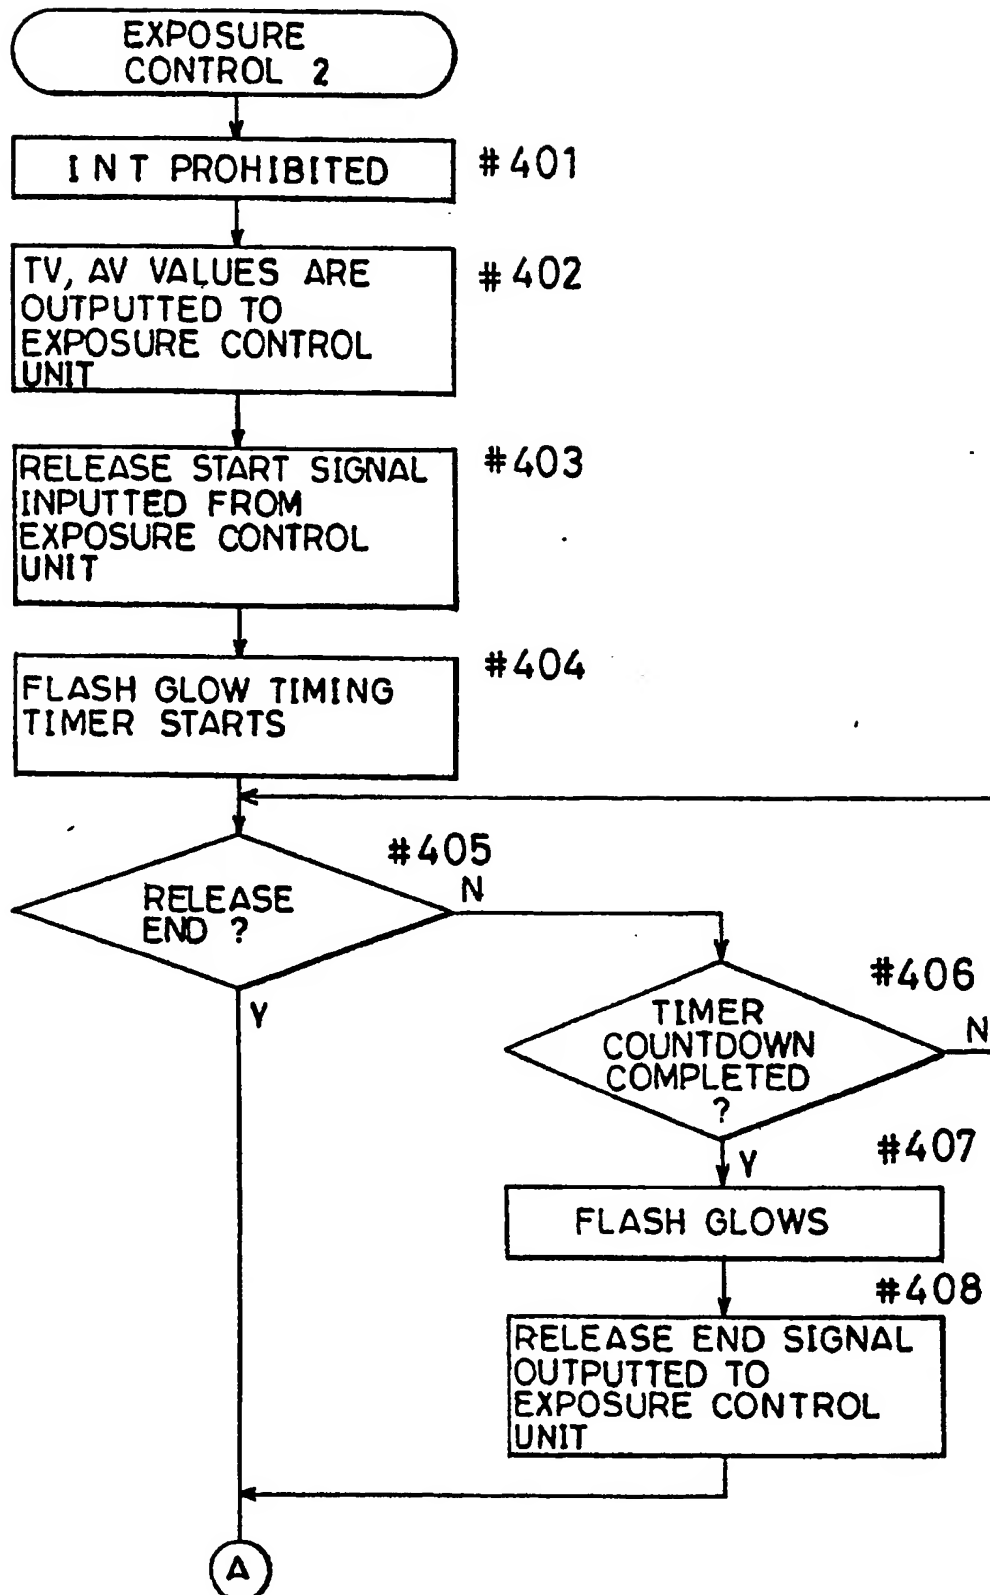 EXPOSURE
CONTROL 2
INT PROHIBITED
#401
TV, AV VALUES ARE
OUTPUTTED TO
EXPOSURE CONTROL
UNIT
#402
RELEASE START SIGNAL
INPUTTED FROM
EXPOSURE CONTROL
UNIT
#403
FLASH GLOW TIMING
TIMER STARTS
#404
#405
RELEASE
END ?
N
Y
#406
TIMER
COUNTDOWN
COMPLETED
?
N
Y
#407
FLASH GLOWS
#408
RELEASE END SIGNAL
OUTPUTTED TO
EXPOSURE CONTROL
UNIT
A